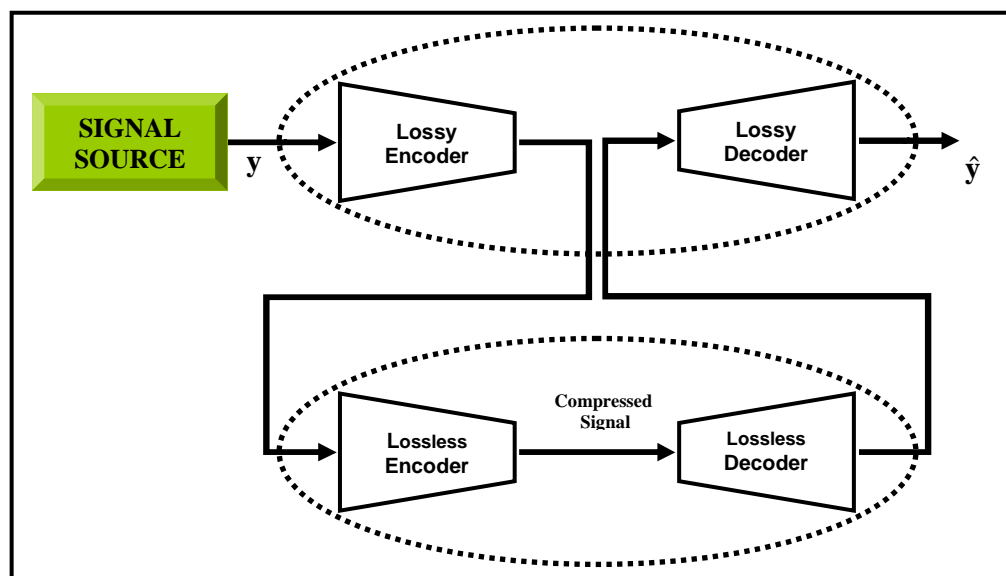 SIGNAL
SOURCE
y
Lossy
Encoder
Lossy
Decoder
ŷ
Compressed
Signal
Lossless
Encoder
Lossless
Decoder